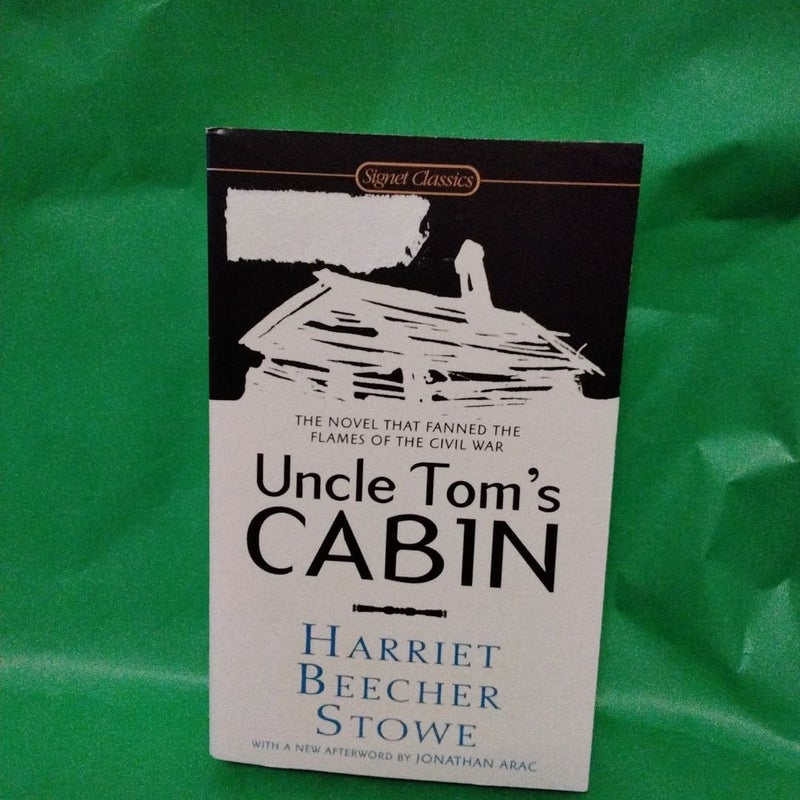 Signet Classics
THE NOVEL THAT FANNED THE
FLAMES OF THE CIVIL WAR
Uncle Tom's
CABIN
HARRIET
BEECHER
STOWE
WITH A NEW AFTERWORD BY JONATHAN ARAC